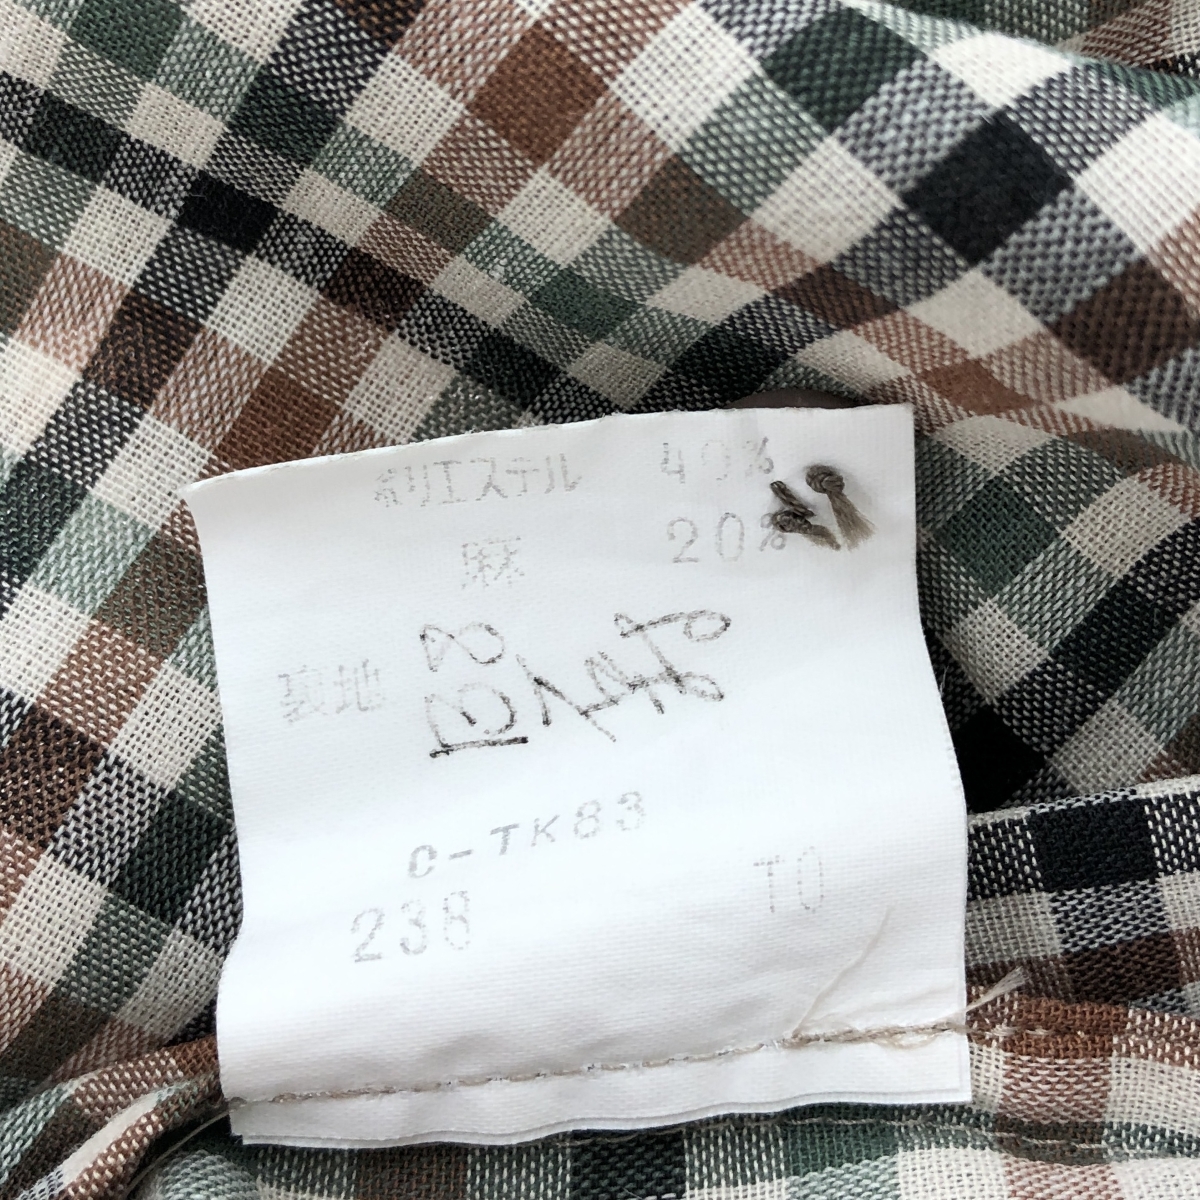 ポリエステル 40%
麻 20%
裏地
C-TK83
238 TO